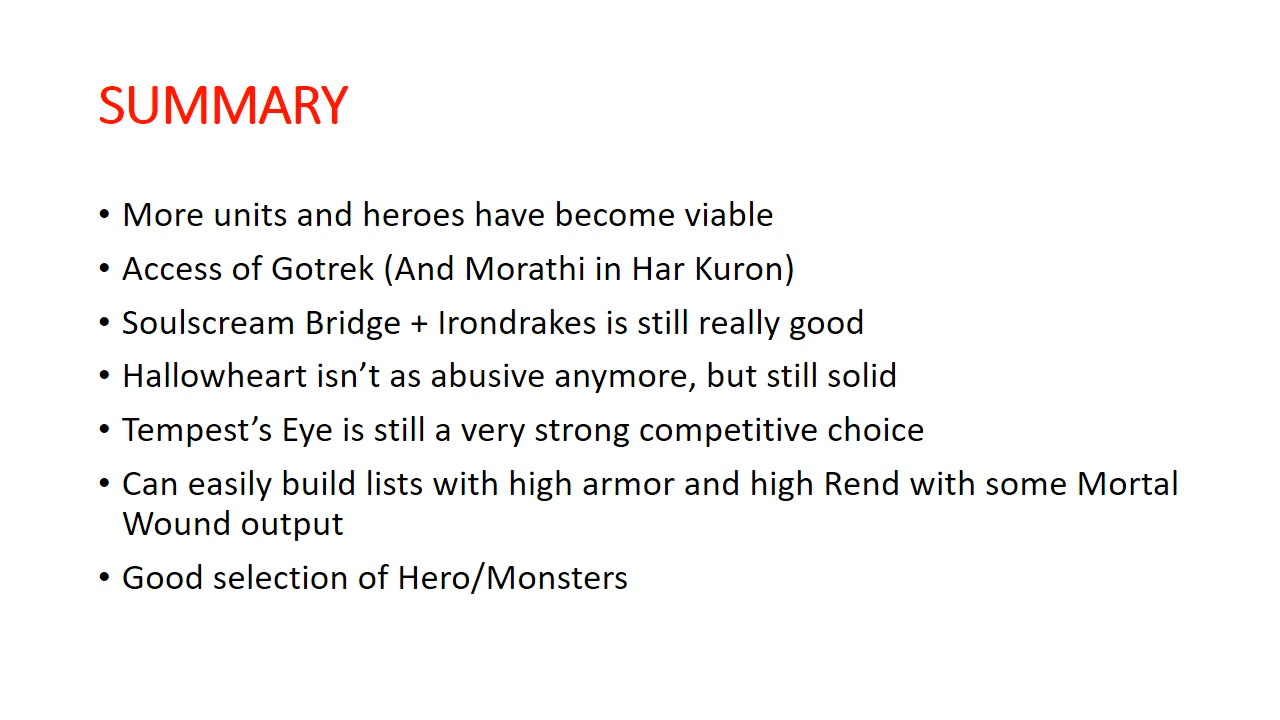 SUMMARY
• More units and heroes have become viable
• Access of Gotrek (And Morathi in Har Kuron)
• Soulscream Bridge + Irondrakes is still really good
• Hallowheart isn’t as abusive anymore, but still solid
• Tempest’s Eye is still a very strong competitive choice
• Can easily build lists with high armor and high Rend with some Mortal
Wound output
• Good selection of Hero/Monsters